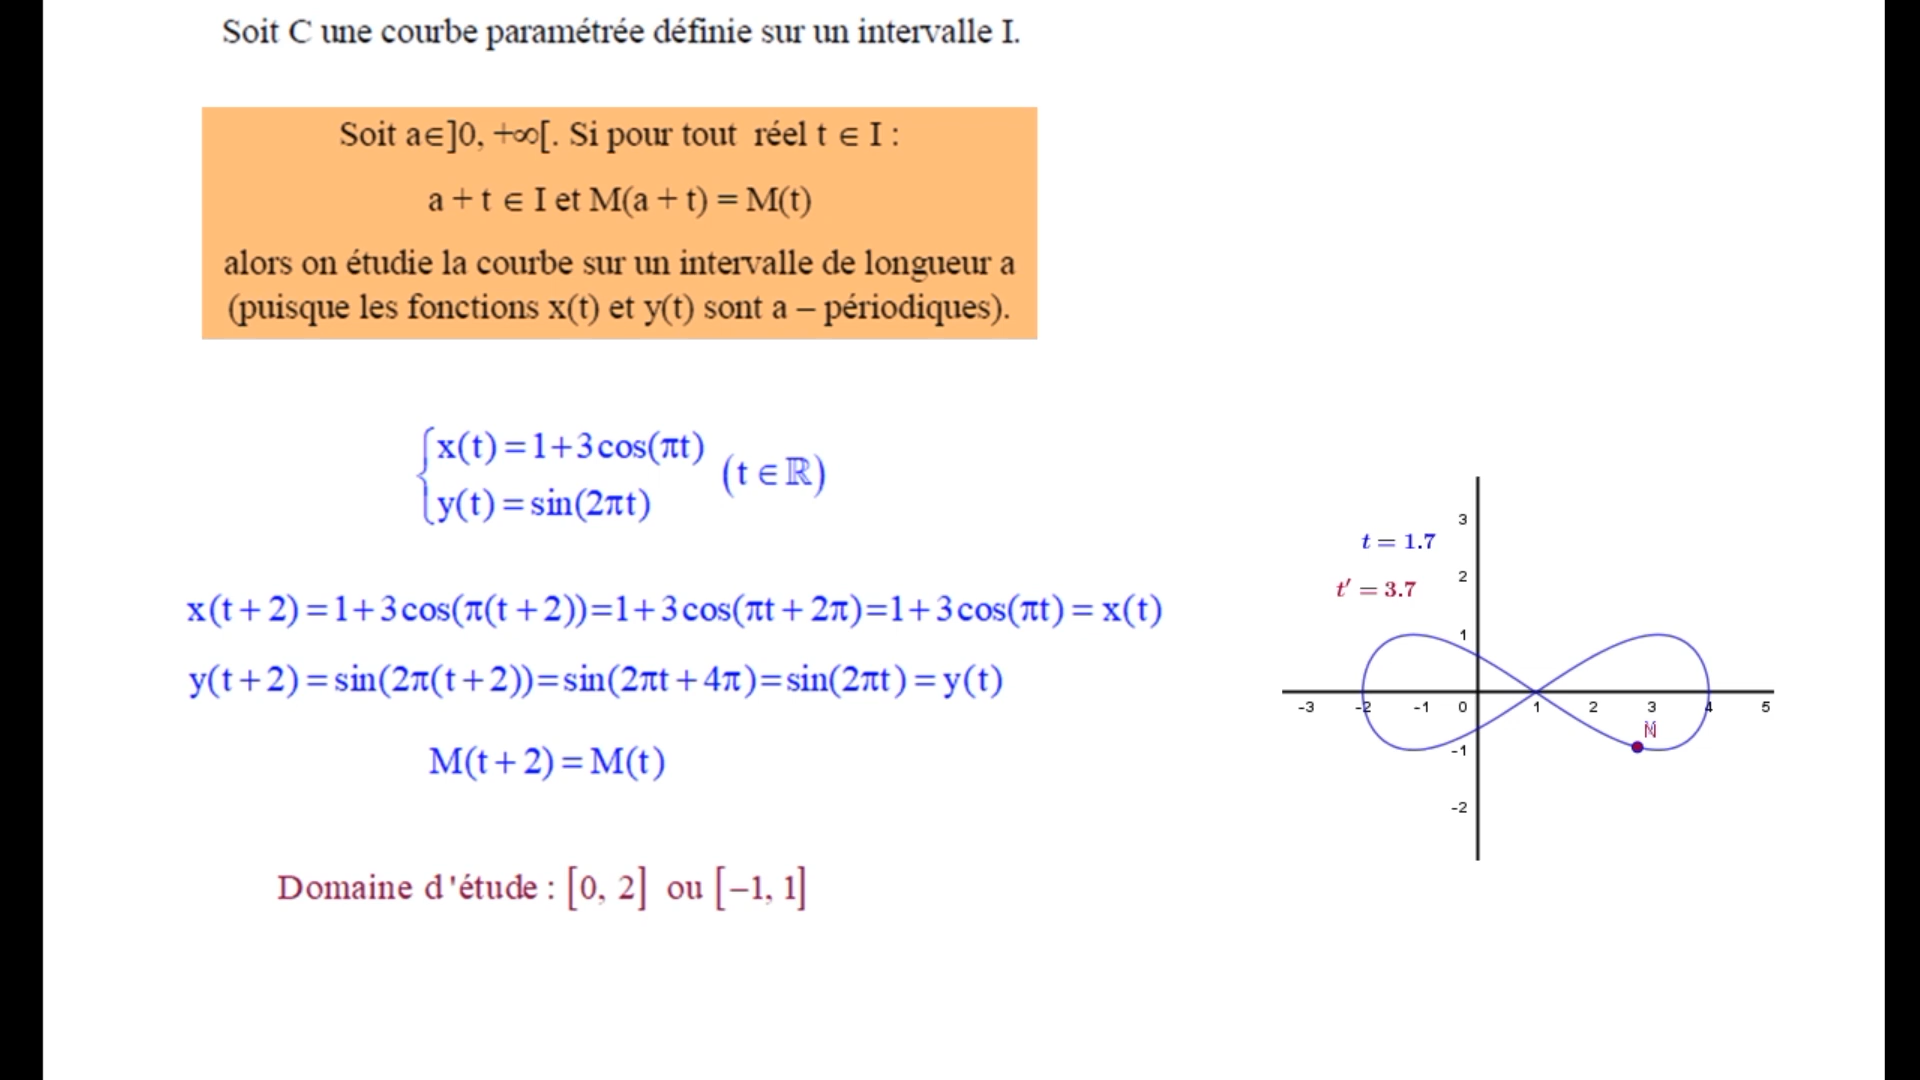 Soit C une courbe paramétrée définie sur un intervalle I.
Soit a∈]0, +∞[. Si pour tout réel t ∈ I :
a + t ∈ I et M(a + t) = M(t)
alors on étudie la courbe sur un intervalle de longueur a
(puisque les fonctions x(t) et y(t) sont a – périodiques).
x(t) = 1+3cos(πt)
y(t) = sin(2πt)
(t ∈ ℝ)
x(t+2) = 1+3cos(π(t+2))=1+3cos(πt+2π)=1+3cos(πt) = x(t)
y(t+2) = sin(2π(t+2))=sin(2πt+4π)=sin(2πt) = y(t)
M(t+2) = M(t)
Domaine d'étude : [0, 2] ou [−1, 1]
t = 1.7
t′ = 3.7
3
2
1
-3 -2 -1 0 1 2 3 4 5
-1
-2